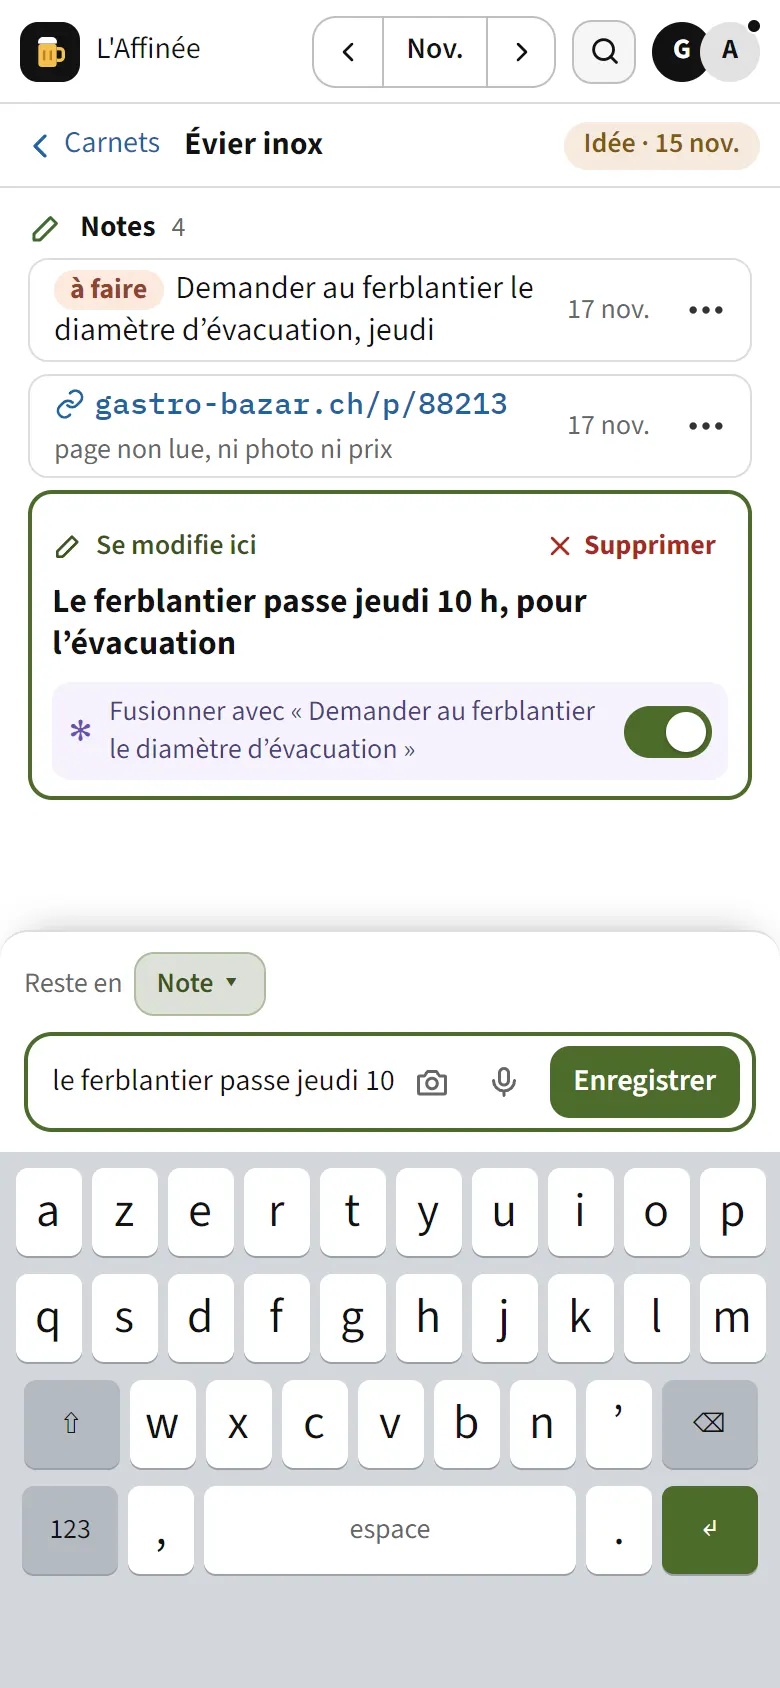 L'Affinée
Nov.
G
A
Carnets
Évier inox
Idée · 15 nov.
Notes 4
à faire Demander au ferblantier le
diamètre d’évacuation, jeudi
17 nov.
gastro-bazar.ch/p/88213
page non lue, ni photo ni prix
17 nov.
Se modifie ici
Supprimer
Le ferblantier passe jeudi 10 h, pour
l’évacuation
Fusionner avec « Demander au ferblantier
le diamètre d’évacuation »
Reste en
Note
le ferblantier passe jeudi 10
Enregistrer
a z e r t y u i o p
q s d f g h j k l m
w x c v b n ’
123 , espace .